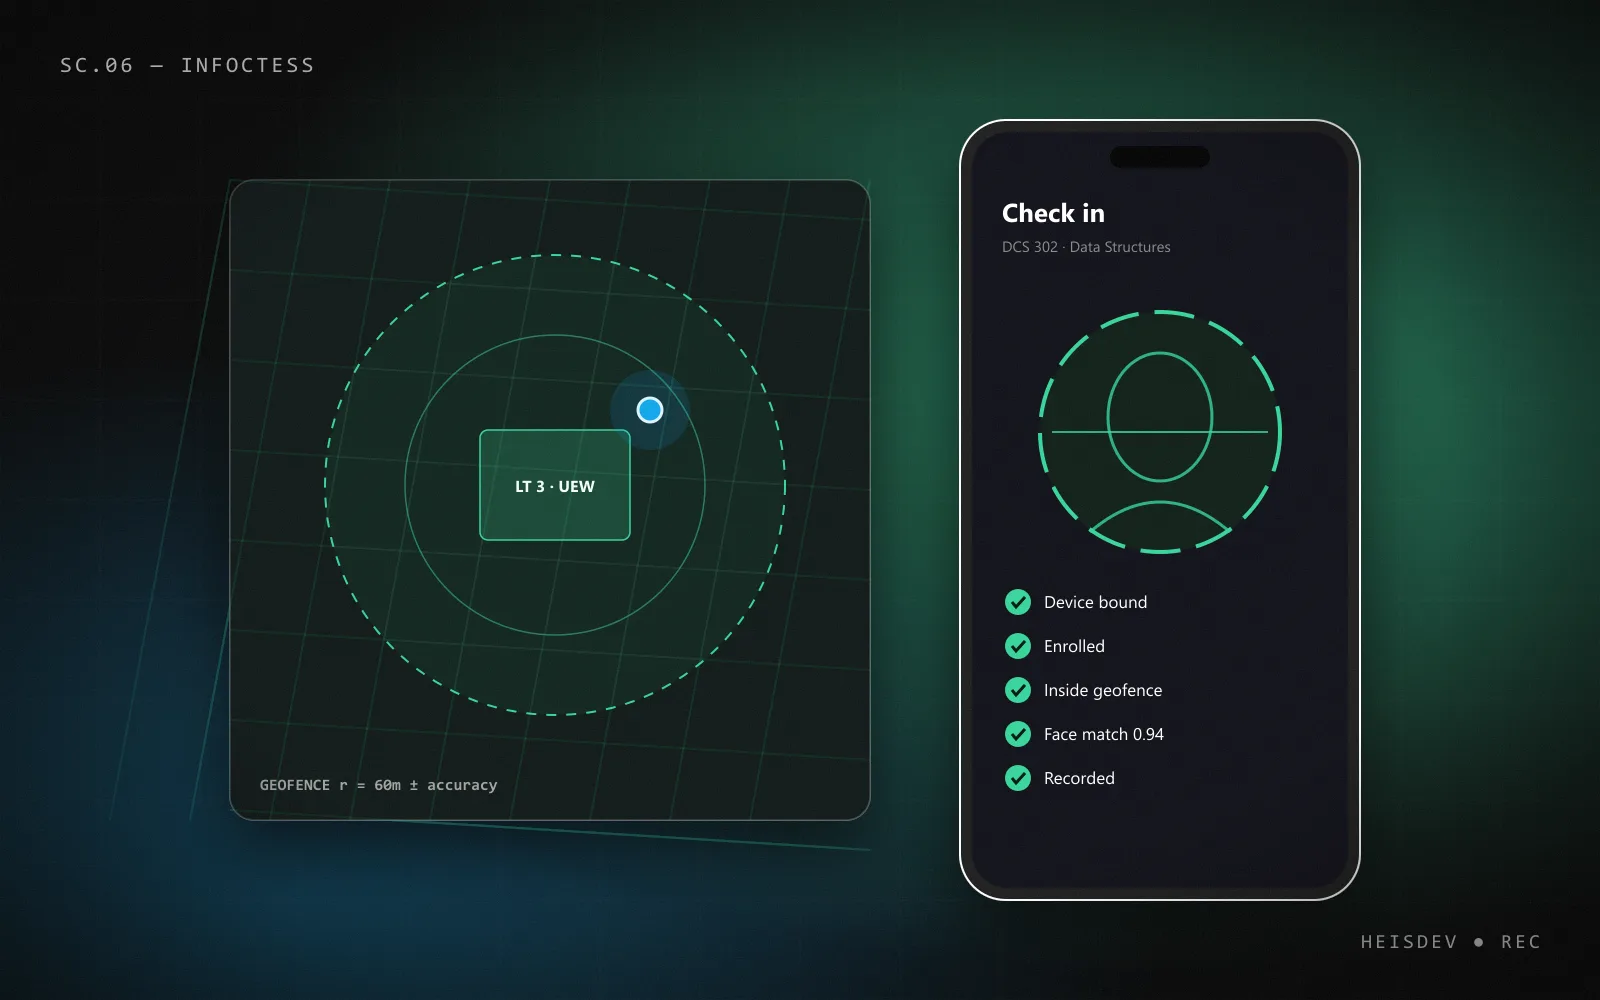 SC.06 — INFOCTESS
LT 3 · UEW
GEOFENCE r = 60m ± accuracy
Check in
DCS 302 · Data Structures
Device bound
Enrolled
Inside geofence
Face match 0.94
Recorded
HEISDEV ● REC